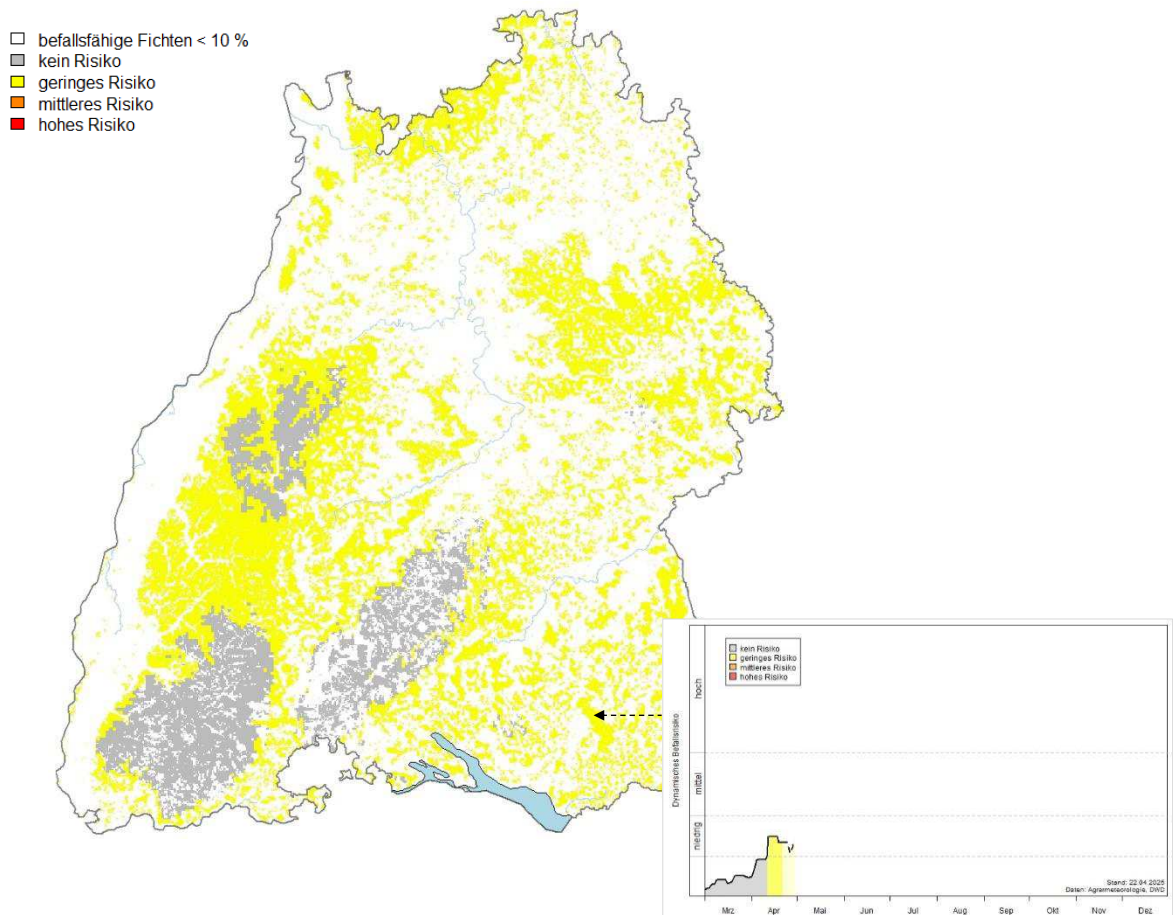 befallsfähige Fichten < 10 %
kein Risiko
geringes Risiko
mittleres Risiko
hohes Risiko
kein Risiko
geringes Risiko
mittleres Risiko
hohes Risiko
Dynamisches Befallsrisiko
hoch
mittel
niedrig
Stand: 22.04.2025
Daten: Agrarmeteorologie, DWD
Mrz Apr Mai Jun Jul Aug Sep Okt Nov Dez